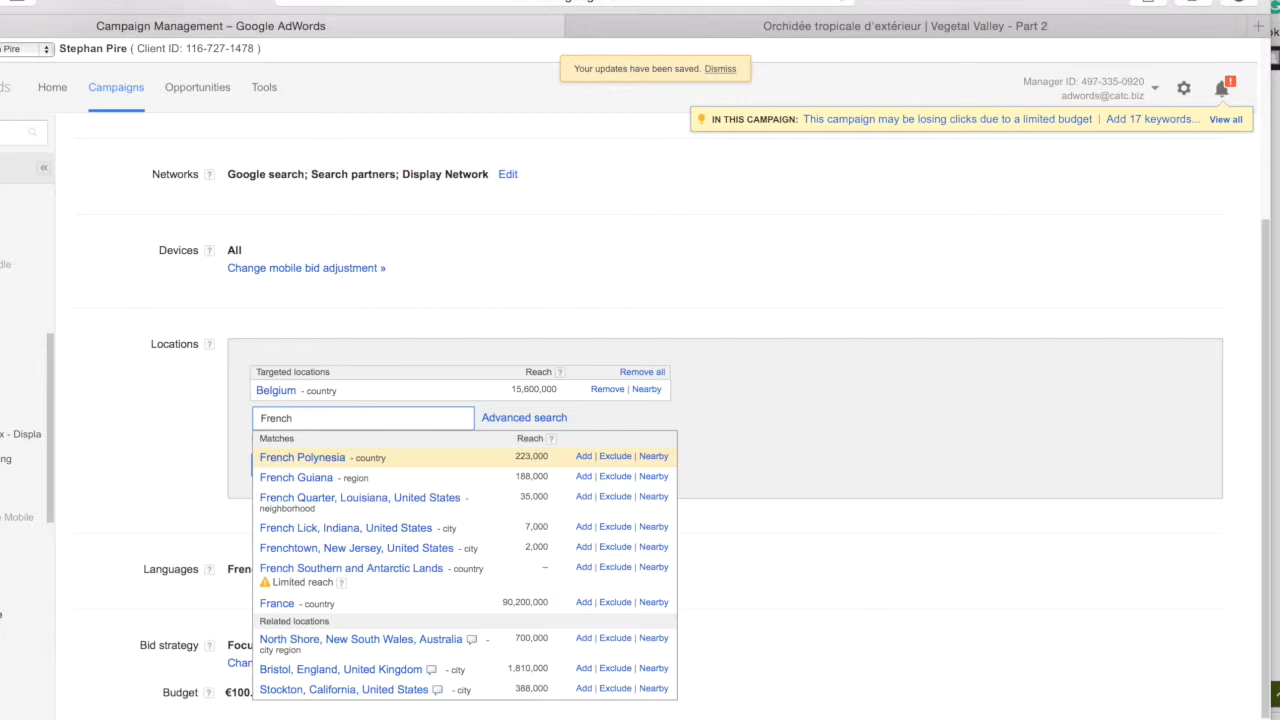 Campaign Management – Google AdWords
Orchidée tropicale d'extérieur | Vegetal Valley - Part 2
Pire
Stephan Pire ( Client ID: 116-727-1478 )
Your updates have been saved. Dismiss
Home Campaigns Opportunities Tools
Manager ID: 497-335-0920
adwords@catc.biz
IN THIS CAMPAIGN: This campaign may be losing clicks due to a limited budget | Add 17 keywords... View all
Networks ? Google search; Search partners; Display Network Edit
Devices ? All
Change mobile bid adjustment »
Locations ?
Targeted locations Reach ? Remove all
Belgium - country 15,600,000 Remove | Nearby
French Advanced search
Matches Reach ?
French Polynesia - country 223,000 Add | Exclude | Nearby
French Guiana - region 188,000 Add | Exclude | Nearby
French Quarter, Louisiana, United States - 35,000 Add | Exclude | Nearby
neighborhood
French Lick, Indiana, United States - city 7,000 Add | Exclude | Nearby
Frenchtown, New Jersey, United States - city 2,000 Add | Exclude | Nearby
French Southern and Antarctic Lands - country -- Add | Exclude | Nearby
Limited reach ?
France - country 90,200,000 Add | Exclude | Nearby
Related locations
North Shore, New South Wales, Australia - 700,000 Add | Exclude | Nearby
city region
Bristol, England, United Kingdom - city 1,810,000 Add | Exclude | Nearby
Stockton, California, United States - city 388,000 Add | Exclude | Nearby
Languages ? Fren
Bid strategy ? Focu
Chan
Budget ? €100.
x - Displa
ng
e Mobile